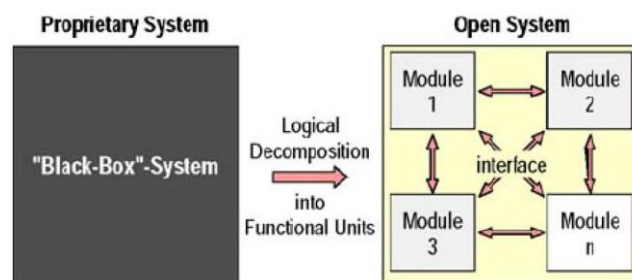 Proprietary System
Open System
"Black-Box"-System
Logical
Decomposition
into
Functional Units
Module
1
Module
2
interface
Module
3
Module
n